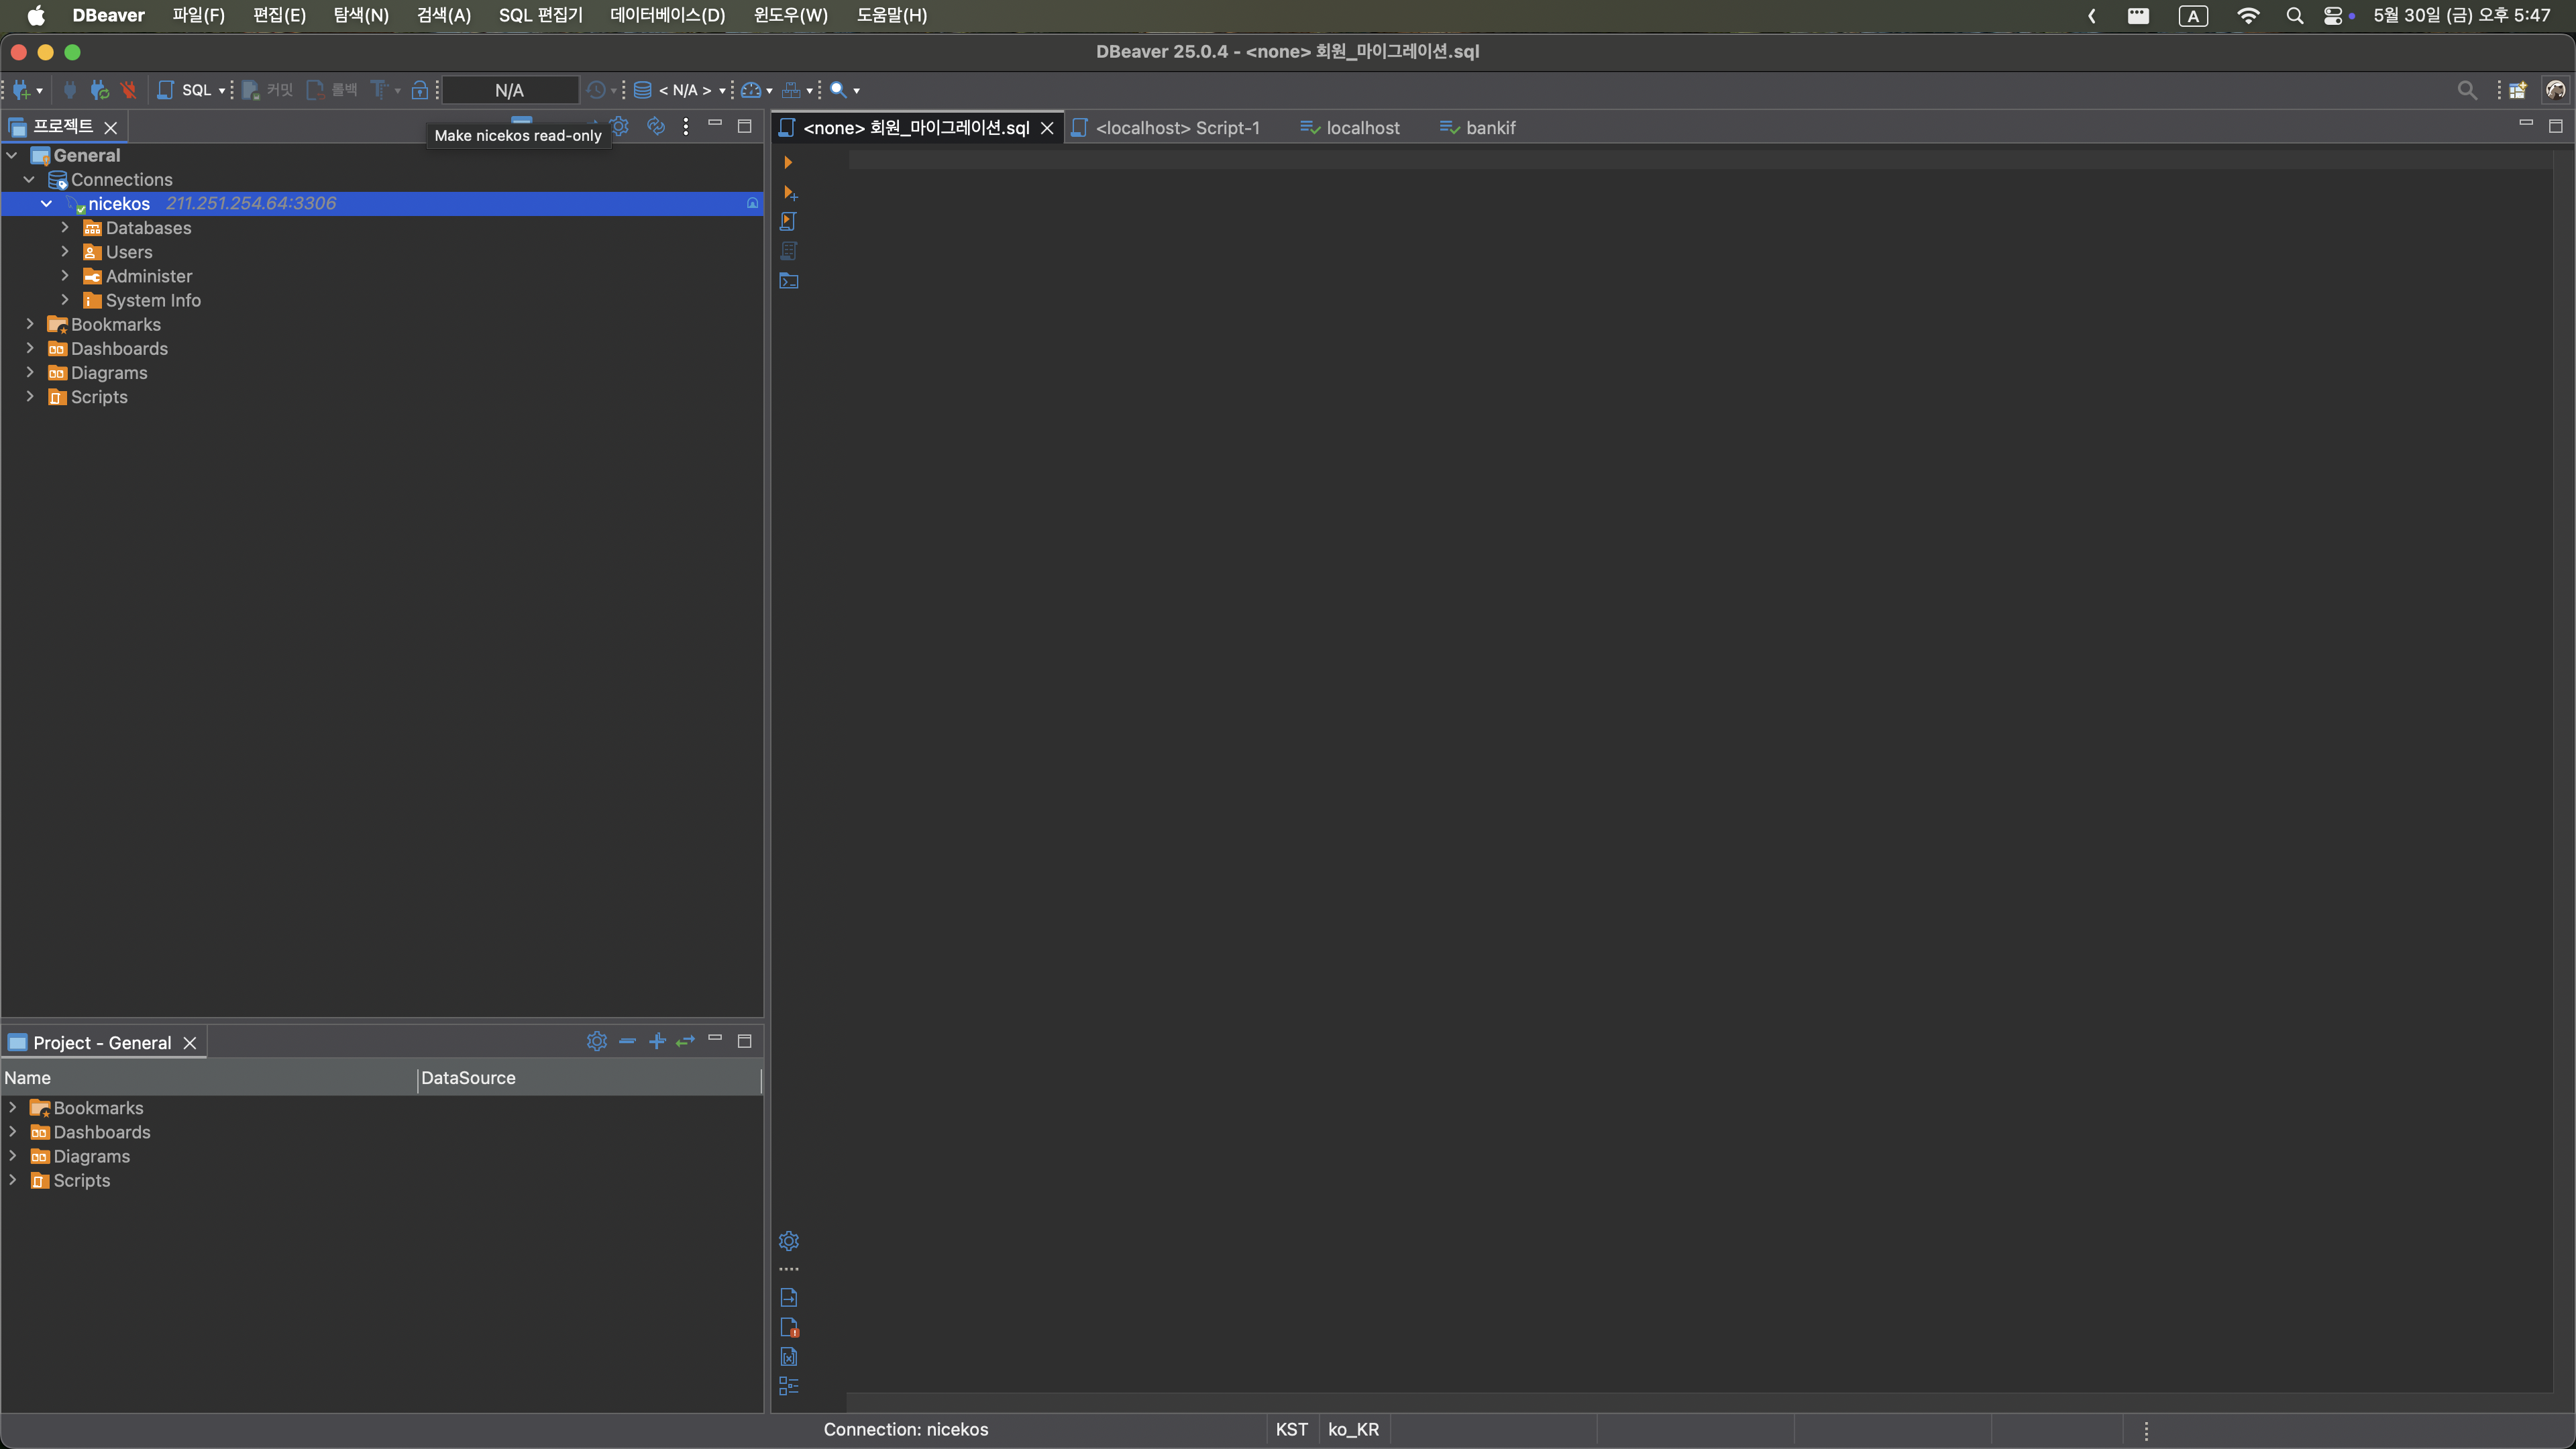 DBeaver 파일(F) 편집(E) 탐색(N) 검색(A) SQL 편집기 데이터베이스(D) 윈도우(W) 도움말(H) A 5월 30일 (금) 오후 5:47
DBeaver 25.0.4 - <none> 회원_마이그레이션.sql
SQL 커밋 롤백 N/A < N/A >
프로젝트
Make nicekos read-only
<none> 회원_마이그레이션.sql <localhost> Script-1 localhost bankif
General
Connections
nicekos 211.251.254.64:3306
Databases
Users
Administer
System Info
Bookmarks
Dashboards
Diagrams
Scripts
Project - General
Name DataSource
Bookmarks
Dashboards
Diagrams
Scripts
Connection: nicekos KST ko_KR